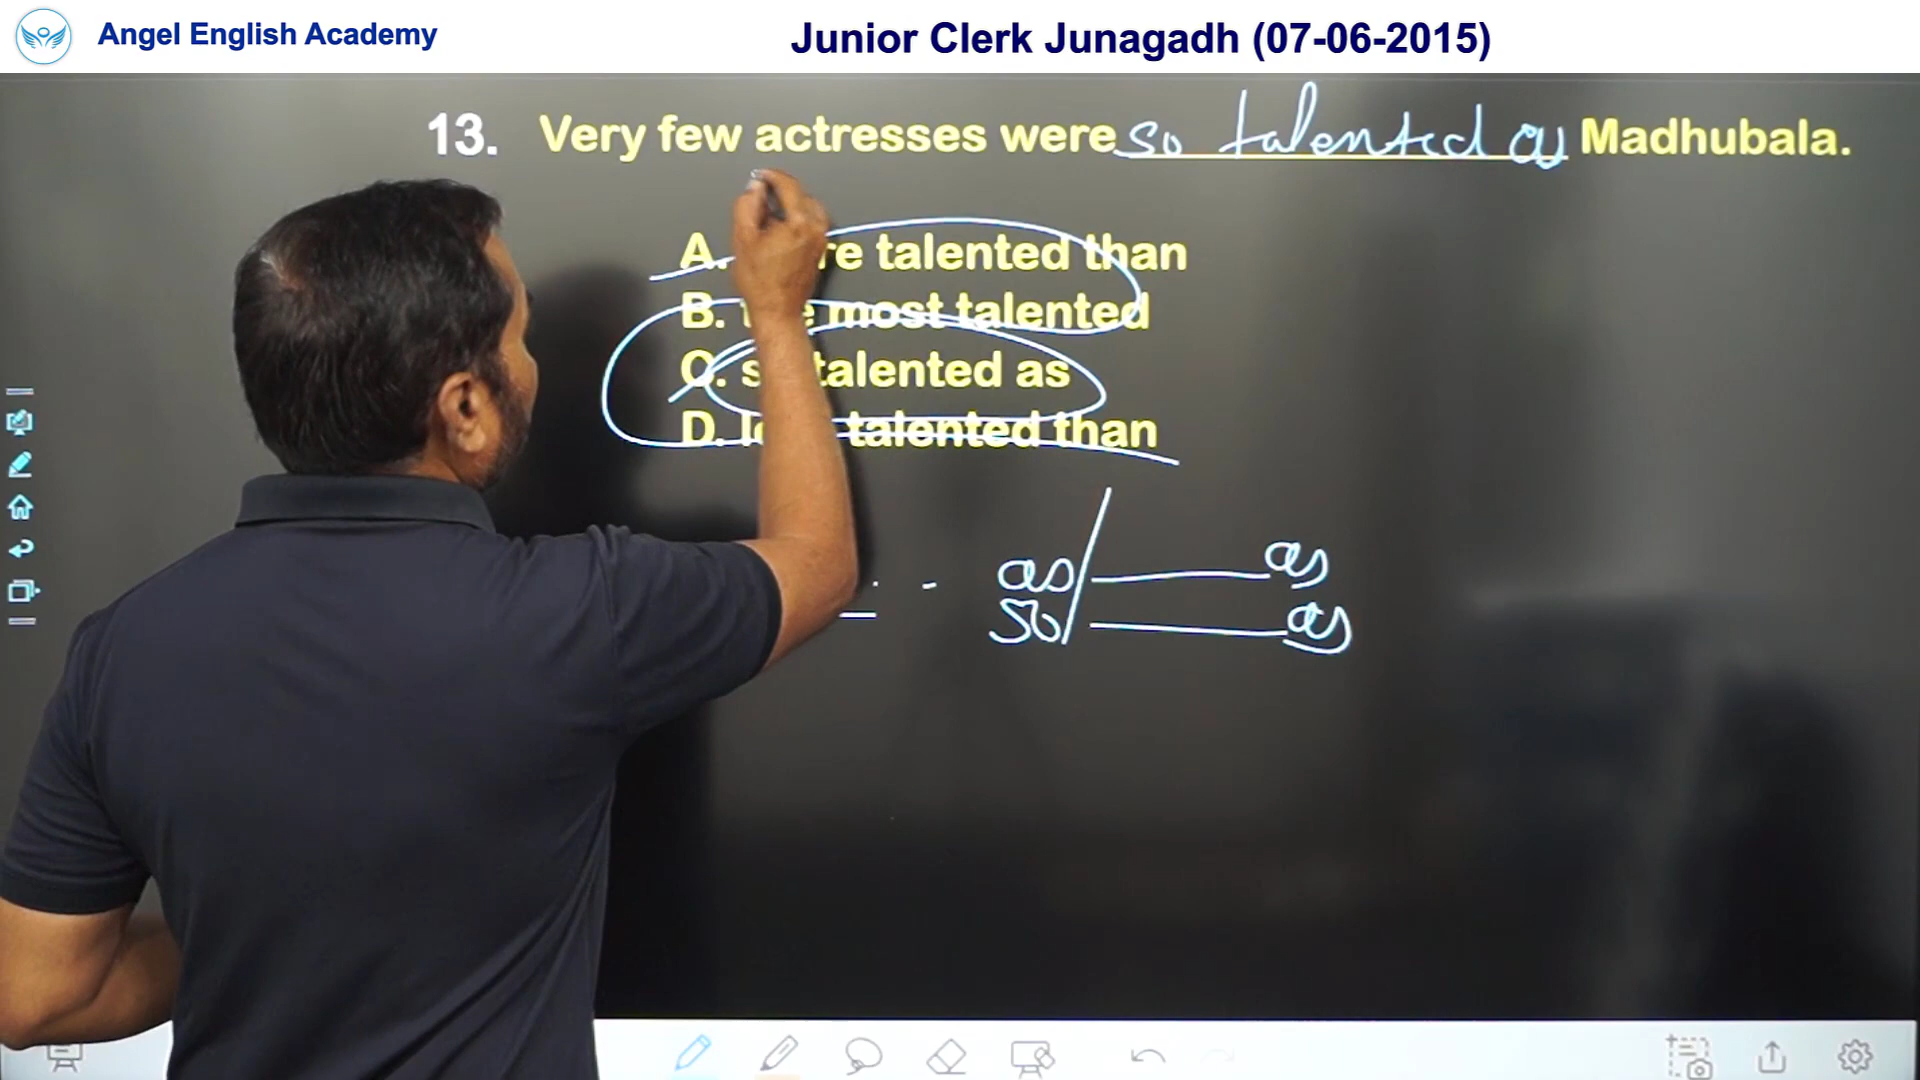 Angel English Academy
Junior Clerk Junagadh (07-06-2015)
13. Very few actresses were so talented as Madhubala.
A. talented than
B. most talented
C. talented as
D. talented than
as as
so as